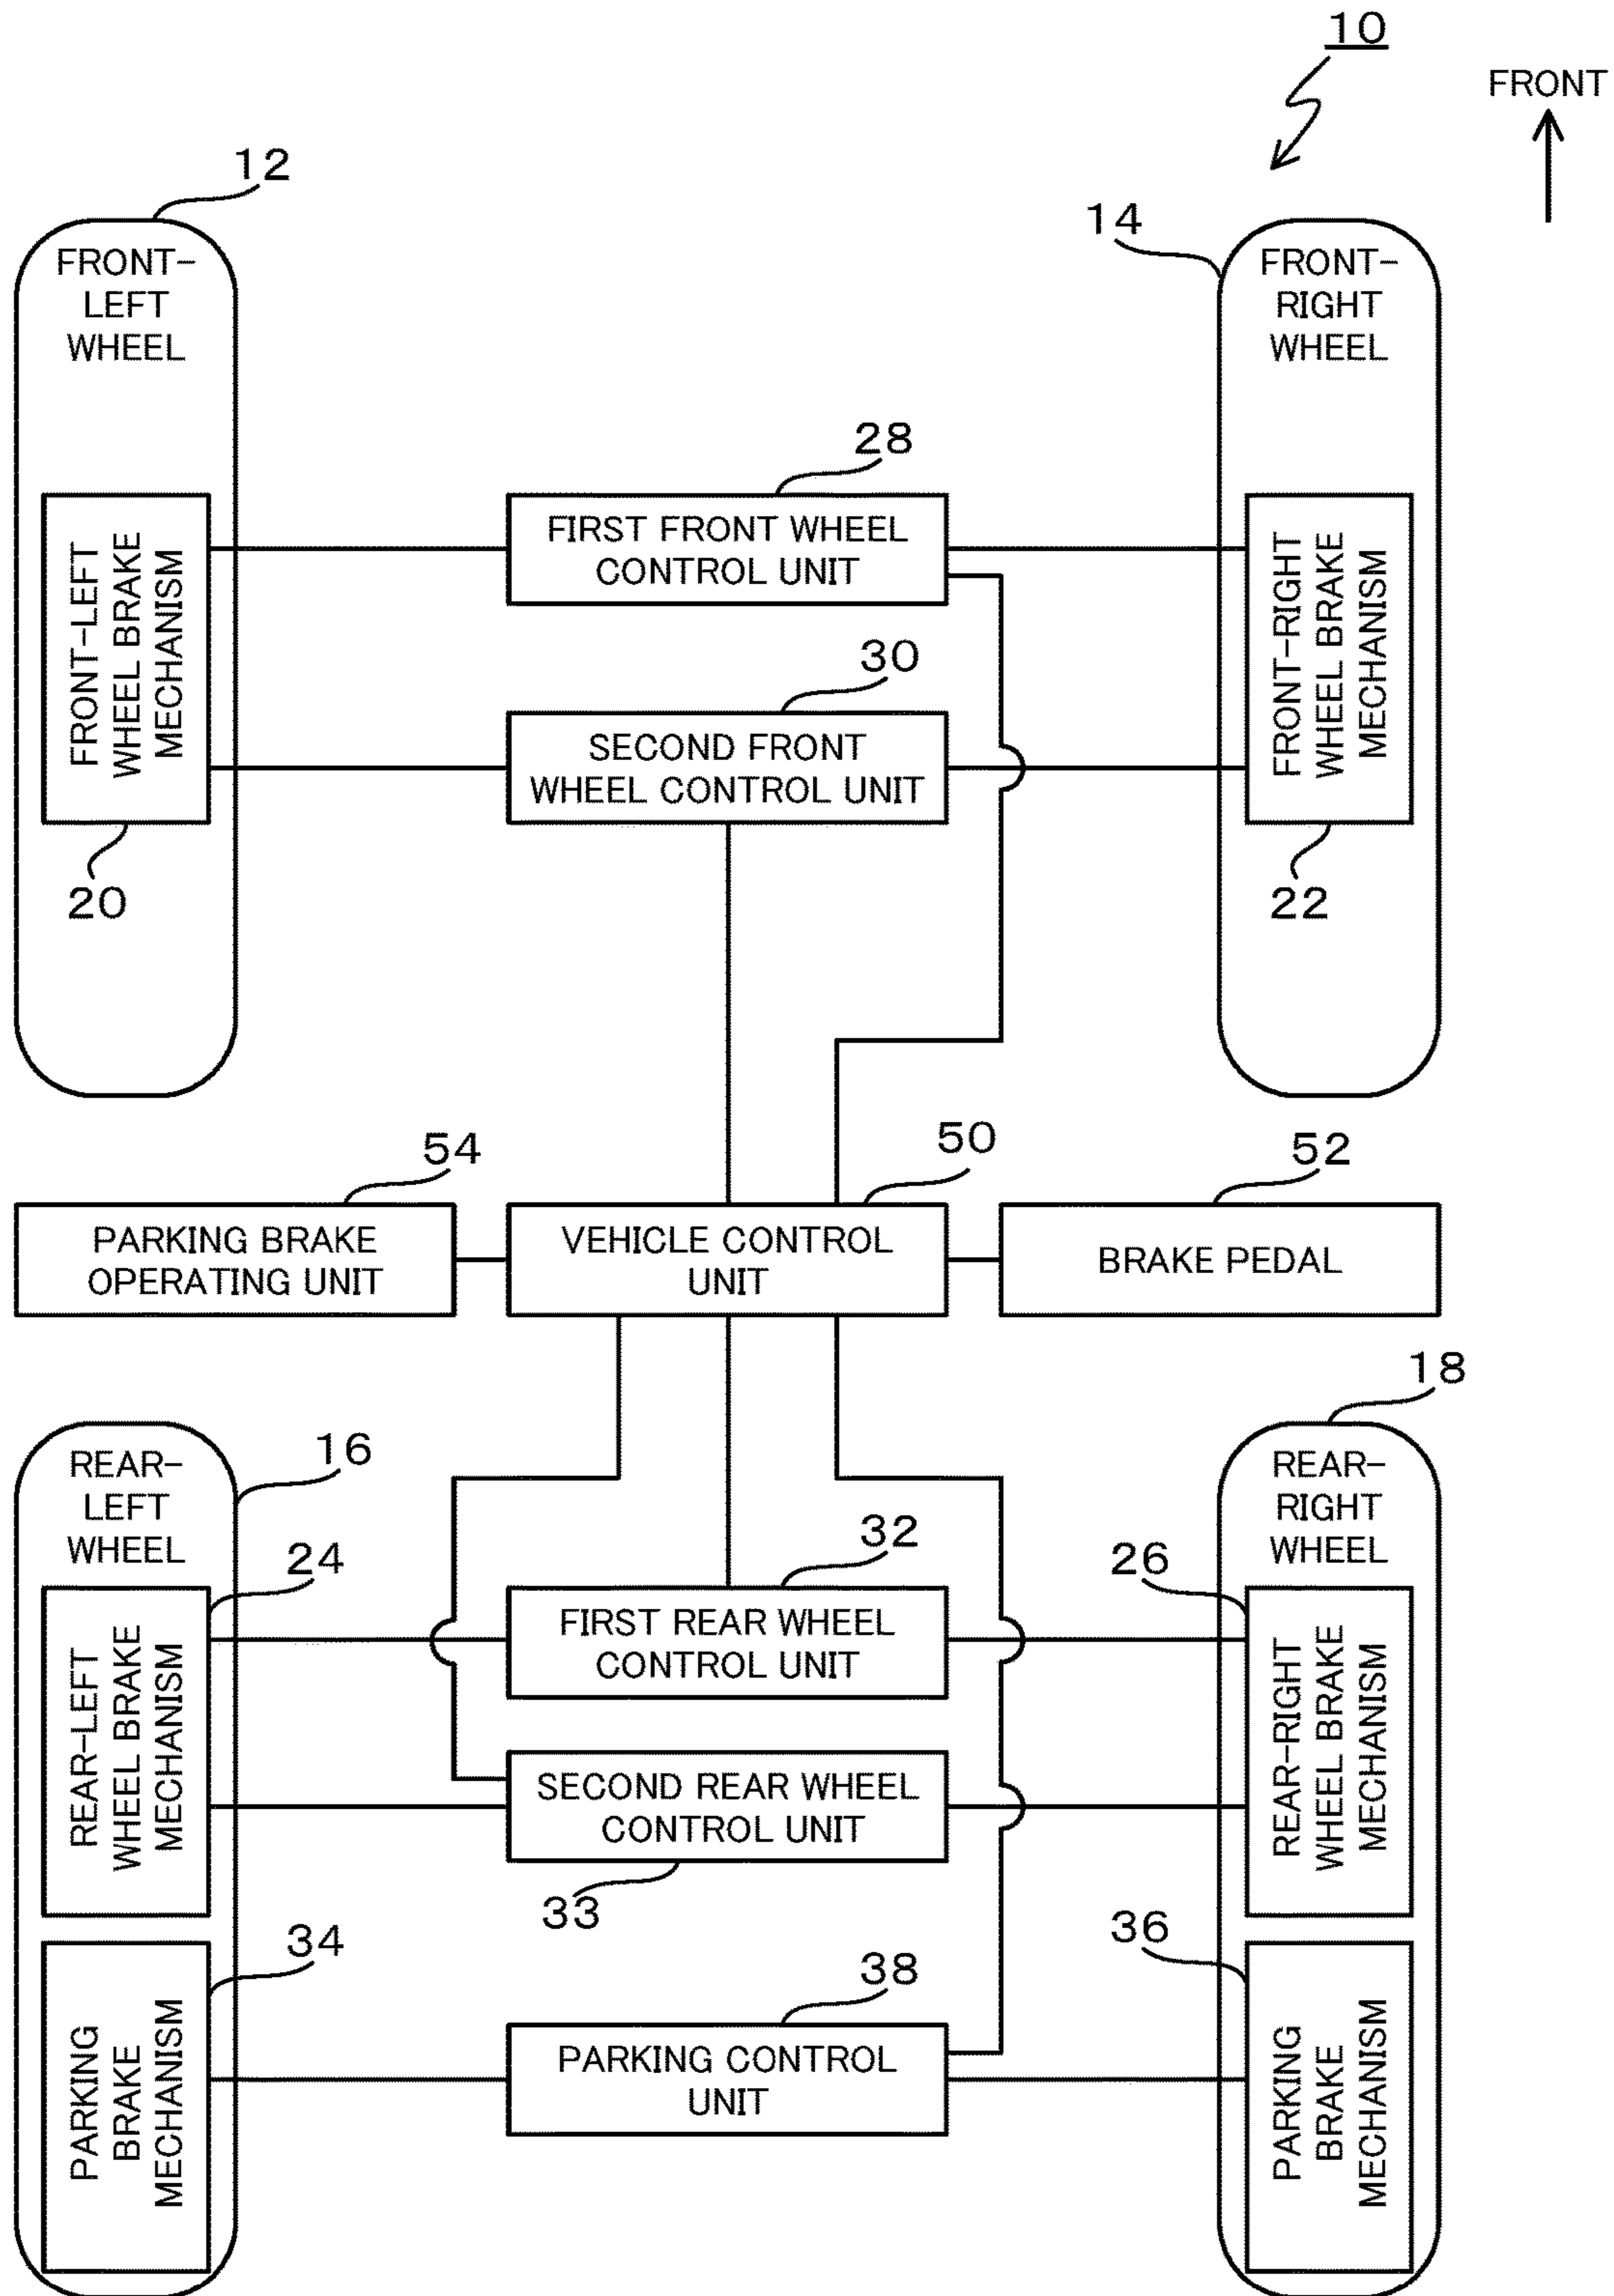 10
FRONT
12
14
FRONT-
LEFT
WHEEL
FRONT-
RIGHT
WHEEL
28
FIRST FRONT WHEEL
CONTROL UNIT
FRONT-LEFT
WHEEL BRAKE
MECHANISM
FRONT-RIGHT
WHEEL BRAKE
MECHANISM
30
SECOND FRONT
WHEEL CONTROL UNIT
20
22
54
50
52
PARKING BRAKE
OPERATING UNIT
VEHICLE CONTROL
UNIT
BRAKE PEDAL
18
16
REAR-
LEFT
WHEEL
REAR-
RIGHT
WHEEL
24
32
26
FIRST REAR WHEEL
CONTROL UNIT
REAR-LEFT
WHEEL BRAKE
MECHANISM
REAR-RIGHT
WHEEL BRAKE
MECHANISM
SECOND REAR WHEEL
CONTROL UNIT
33
34
38
36
PARKING
BRAKE
MECHANISM
PARKING CONTROL
UNIT
PARKING
BRAKE
MECHANISM